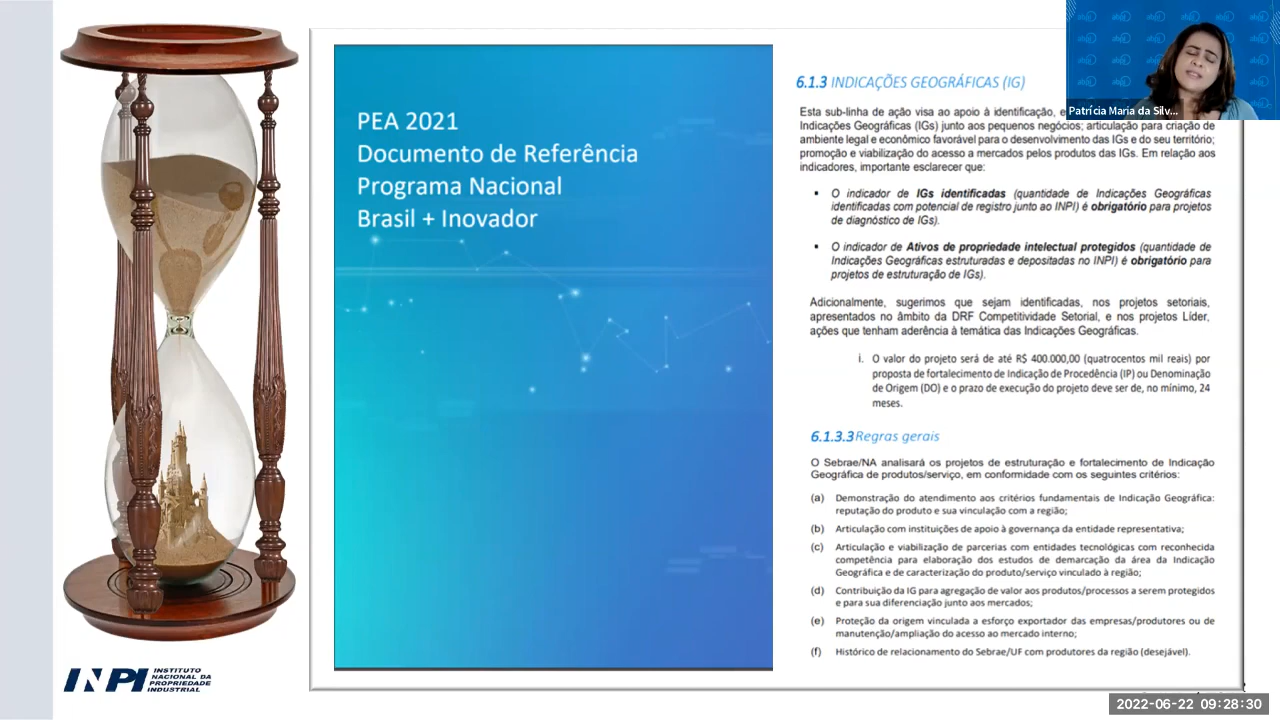 PEA 2021
Documento de Referência
Programa Nacional
Brasil + Inovador
6.1.3 INDICAÇÕES GEOGRÁFICAS (IG)
Esta sub-linha de ação visa ao apoio à identificação,
Indicações Geográficas (IGs) junto aos pequenos negócios; articulação para criação de
ambiente legal e econômico favorável para o desenvolvimento das IGs e do seu território;
promoção e viabilização do acesso a mercados pelos produtos das IGs. Em relação aos
indicadores, importante esclarecer que:
▪ O indicador de IGs identificadas (quantidade de Indicações Geográficas
identificadas com potencial de registro junto ao INPI) é obrigatório para projetos
de diagnóstico de IGs).
▪ O indicador de Ativos de propriedade intelectual protegidos (quantidade de
Indicações Geográficas estruturadas e depositadas no INPI) é obrigatório para
projetos de estruturação de IGs).
Adicionalmente, sugerimos que sejam identificadas, nos projetos setoriais,
apresentados no âmbito da DRF Competitividade Setorial, e nos projetos Líder,
ações que tenham aderência à temática das Indicações Geográficas.
i. O valor do projeto será de até R$ 400.000,00 (quatrocentos mil reais) por
proposta de fortalecimento de Indicação de Procedência (IP) ou Denominação
de Origem (DO) e o prazo de execução do projeto deve ser de, no mínimo, 24
meses.
6.1.3.3 Regras gerais
O Sebrae/NA analisará os projetos de estruturação e fortalecimento de Indicação
Geográfica de produtos/serviço, em conformidade com os seguintes critérios:
(a) Demonstração do atendimento aos critérios fundamentais de Indicação Geográfica:
reputação do produto e sua vinculação com a região;
(b) Articulação com instituições de apoio à governança da entidade representativa;
(c) Articulação e viabilização de parcerias com entidades tecnológicas com reconhecida
competência para elaboração dos estudos de demarcação da área da Indicação
Geográfica e de caracterização do produto/serviço vinculado à região;
(d) Contribuição da IG para agregação de valor aos produtos/processos a serem protegidos
e para sua diferenciação junto aos mercados;
(e) Proteção da origem vinculada a esforço exportador das empresas/produtores ou de
manutenção/ampliação do acesso ao mercado interno;
(f) Histórico de relacionamento do Sebrae/UF com produtores da região (desejável).
Patrícia Maria da Silv...
INPI
INSTITUTO
NACIONAL DA
PROPRIEDADE
INDUSTRIAL
2022-06-22 09:28:30